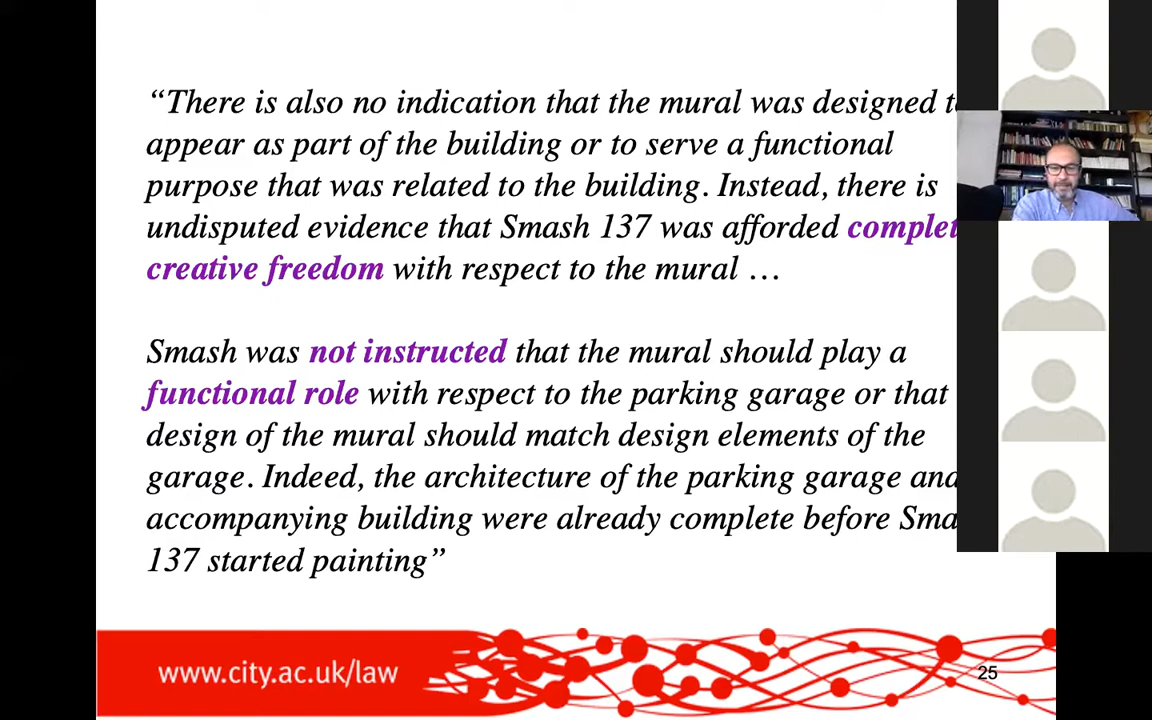 “There is also no indication that the mural was designed
appear as part of the building or to serve a functional
purpose that was related to the building. Instead, there is
undisputed evidence that Smash 137 was afforded complet
creative freedom with respect to the mural …
Smash was not instructed that the mural should play a
functional role with respect to the parking garage or that
design of the mural should match design elements of the
garage. Indeed, the architecture of the parking garage and
accompanying building were already complete before Sma
137 started painting”
www.city.ac.uk/law
25